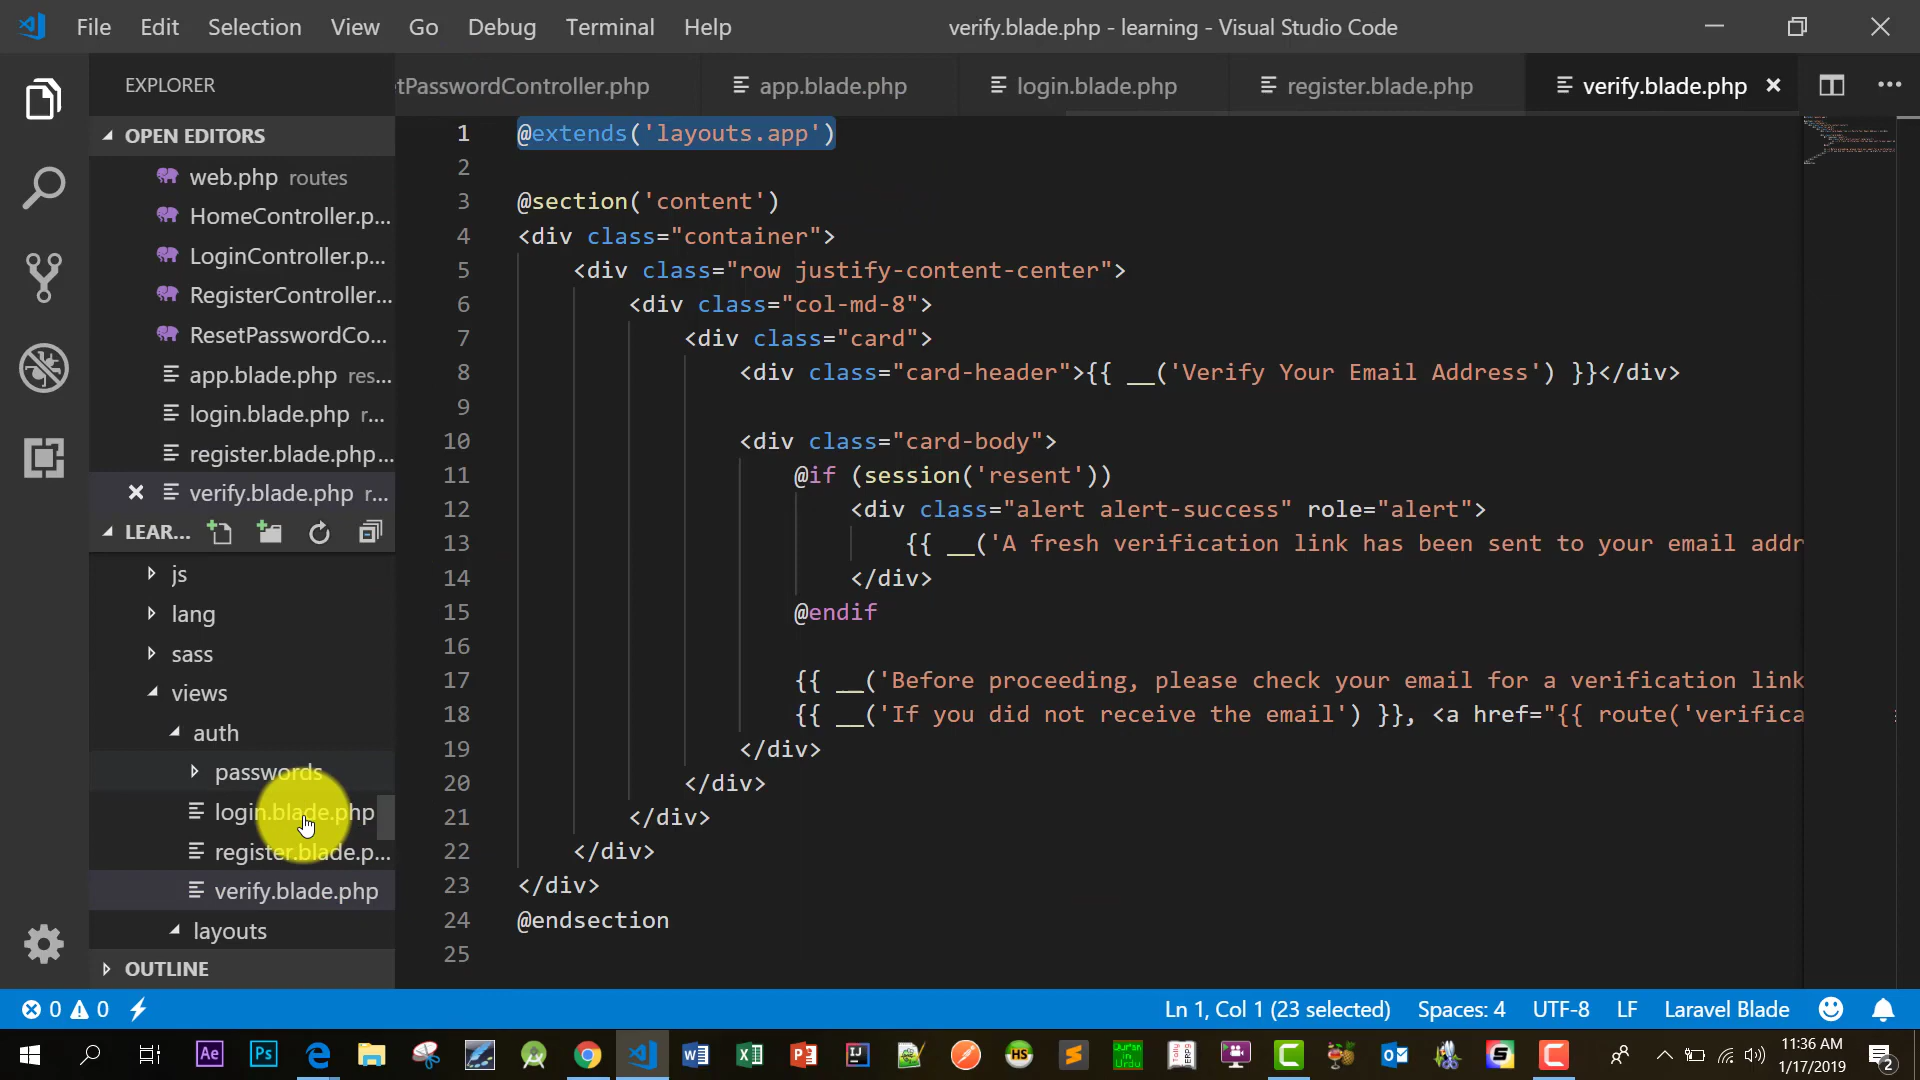 File Edit Selection View Go Debug Terminal Help
verify.blade.php - learning - Visual Studio Code
EXPLORER
tPasswordController.php
app.blade.php
login.blade.php
register.blade.php
verify.blade.php
OPEN EDITORS
web.php routes
HomeController.p...
LoginController.p...
RegisterController...
ResetPasswordCo...
app.blade.php res...
login.blade.php r...
register.blade.php...
verify.blade.php r...
LEAR...
js
lang
sass
views
auth
passwords
login.blade.php
register.blade.p...
verify.blade.php
layouts
OUTLINE
1 @extends('layouts.app')
2
3 @section('content')
4 <div class="container">
5 <div class="row justify-content-center">
6 <div class="col-md-8">
7 <div class="card">
8 <div class="card-header">{{ __('Verify Your Email Address') }}</div>
9
10 <div class="card-body">
11 @if (session('resent'))
12 <div class="alert alert-success" role="alert">
13 {{ __('A fresh verification link has been sent to your email addr
14 </div>
15 @endif
16
17 {{ __('Before proceeding, please check your email for a verification link
18 {{ __('If you did not receive the email') }}, <a href="{{ route('verifica
19 </div>
20 </div>
21 </div>
22 </div>
23 </div>
24 @endsection
25
0 0
Ln 1, Col 1 (23 selected) Spaces: 4 UTF-8 LF Laravel Blade
Ae
Ps
HS
11:36 AM
1/17/2019
2